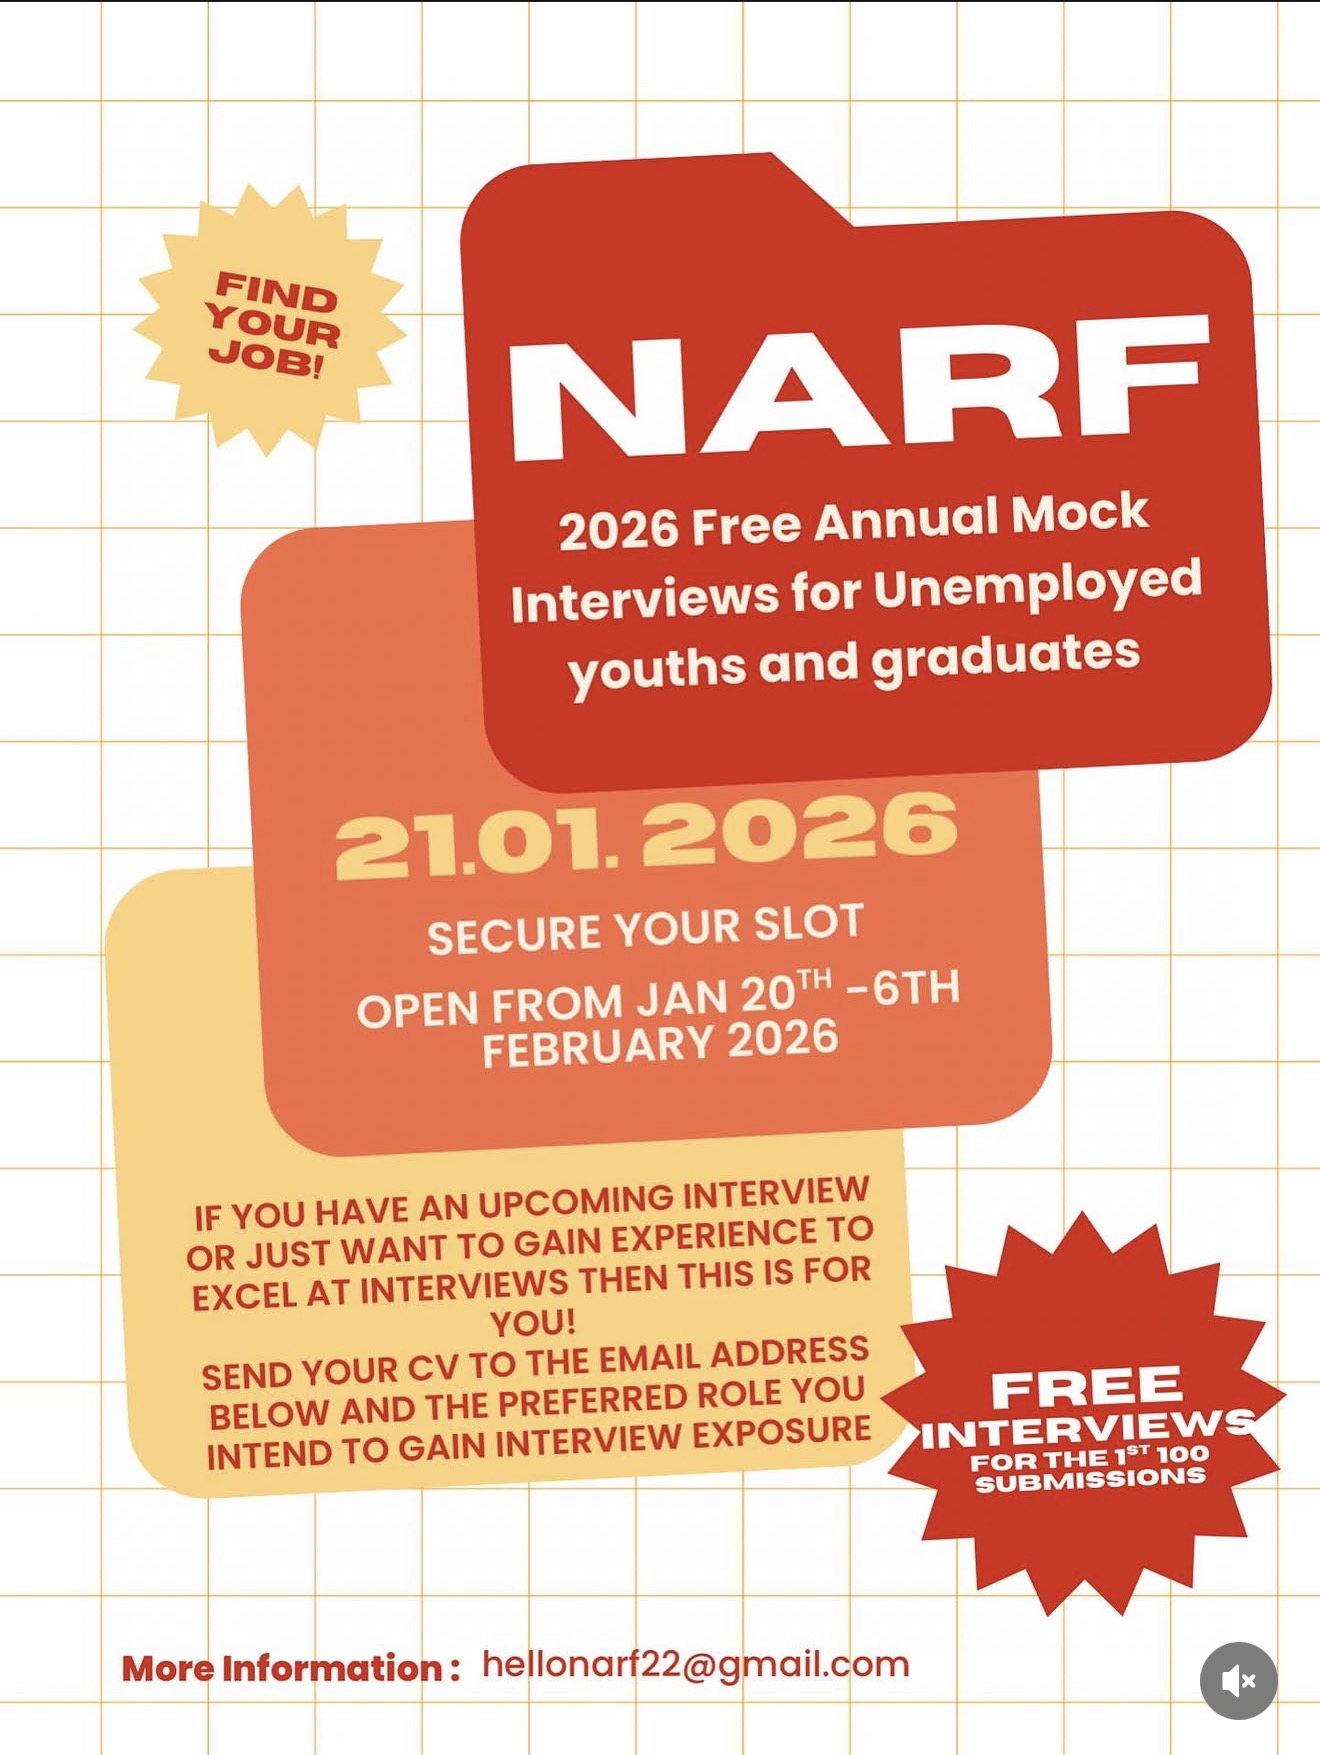 FIND
YOUR
JOB!
NARF
2026 Free Annual Mock
Interviews for Unemployed
youths and graduates
21.01. 2026
SECURE YOUR SLOT
OPEN FROM JAN 20TH -6TH
FEBRUARY 2026
IF YOU HAVE AN UPCOMING INTERVIEW
OR JUST WANT TO GAIN EXPERIENCE TO
EXCEL AT INTERVIEWS THEN THIS IS FOR
YOU!
SEND YOUR CV TO THE EMAIL ADDRESS
BELOW AND THE PREFERRED ROLE YOU
INTEND TO GAIN INTERVIEW EXPOSURE
FREE
INTERVIEWS
FOR THE 1ST 100
SUBMISSIONS
More Information : hellonarf22@gmail.com